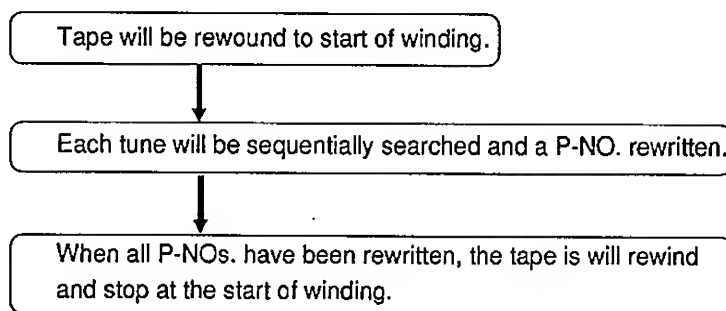 Tape will be rewound to start of winding.
Each tune will be sequentially searched and a P-NO. rewritten.
When all P-NOs. have been rewritten, the tape is will rewind
and stop at the start of winding.